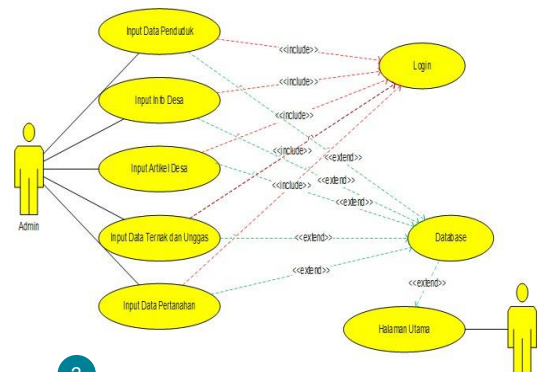 Input Data Penduduk
<<include>>
Login
<<include>>
Input Info Desa
<<include>>
<<extend>>
Input Artikel Desa
<<include>>
<<extend>>
<<extend>>
Admin
Input Data Ternak dan Unggas
<<extend>>
Database
<<extend>>
Input Data Pertanahan
<<extend>>
Halaman Utama